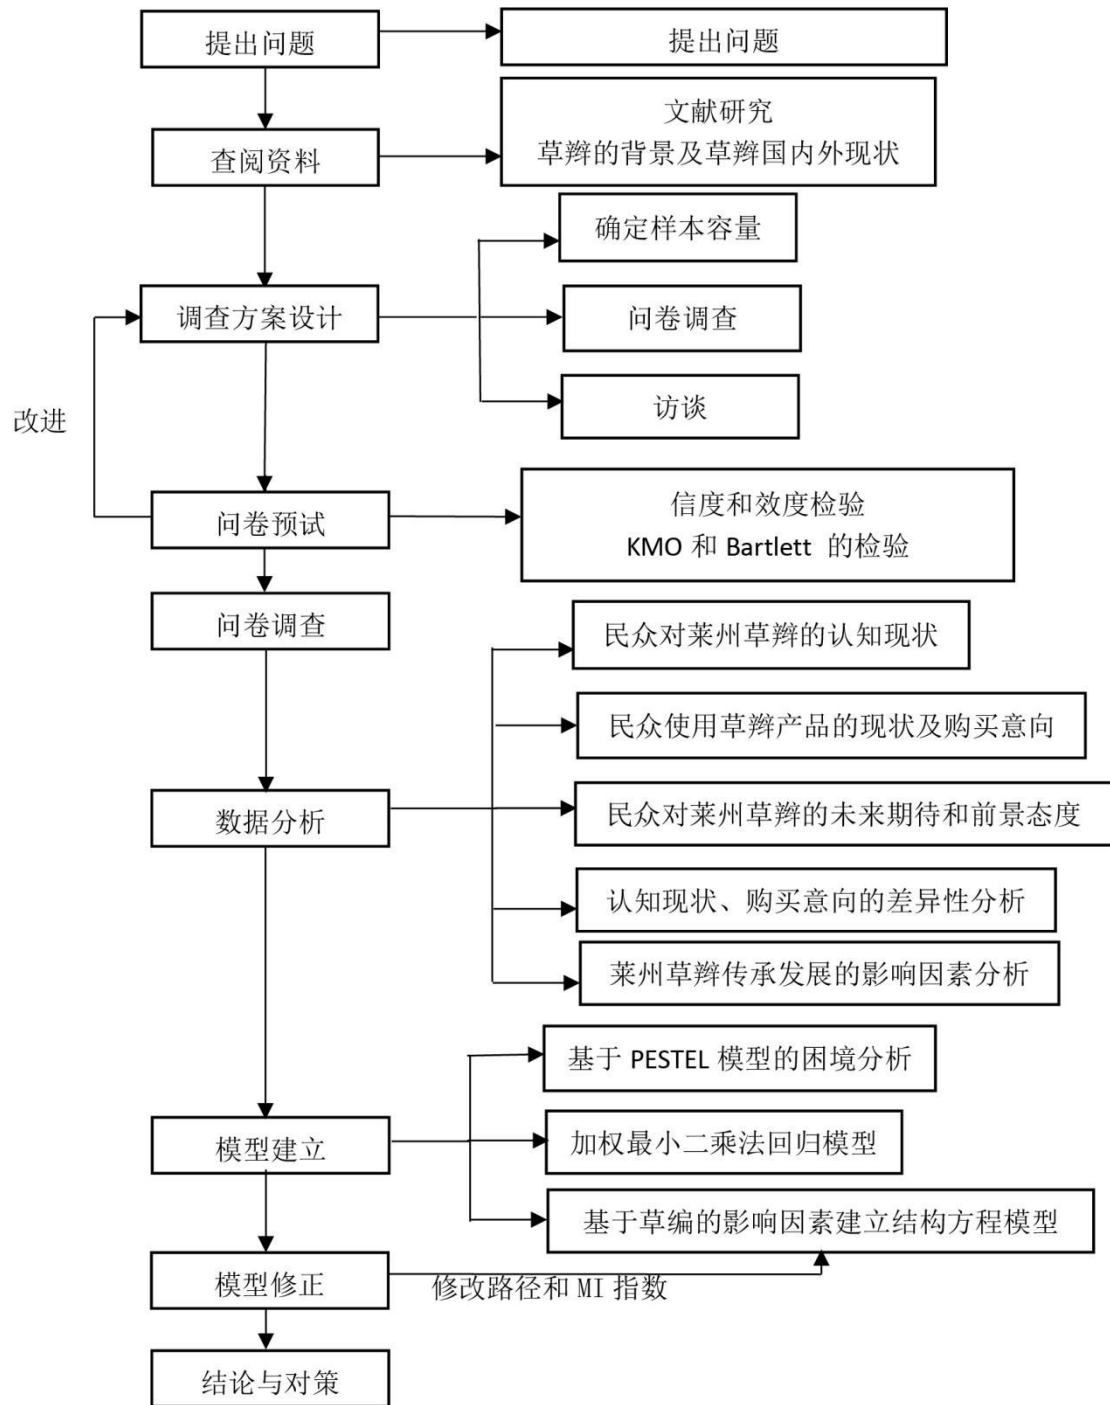 提出问题
提出问题
查阅资料
文献研究
草辫的背景及草辫国内外现状
调查方案设计
确定样本容量
问卷调查
访谈
改进
问卷预试
信度和效度检验
KMO 和 Bartlett 的检验
问卷调查
数据分析
民众对莱州草辫的认知现状
民众使用草辫产品的现状及购买意向
民众对莱州草辫的未来期待和前景态度
认知现状、购买意向的差异性分析
莱州草辫传承发展的影响因素分析
模型建立
基于 PESTEL 模型的困境分析
加权最小二乘法回归模型
基于草编的影响因素建立结构方程模型
模型修正
修改路径和 MI 指数
结论与对策